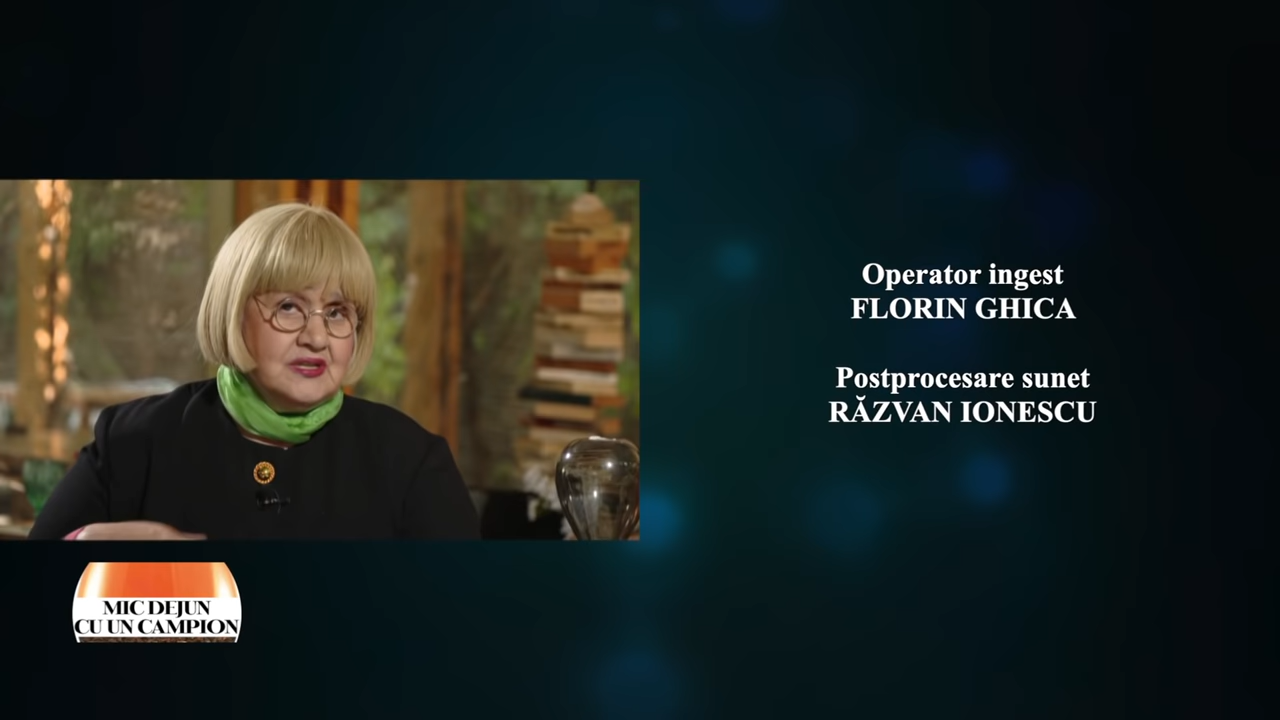 Operator ingest
FLORIN GHICA
Postprocesare sunet
RĂZVAN IONESCU
MIC DEJUN
CU UN CAMPION